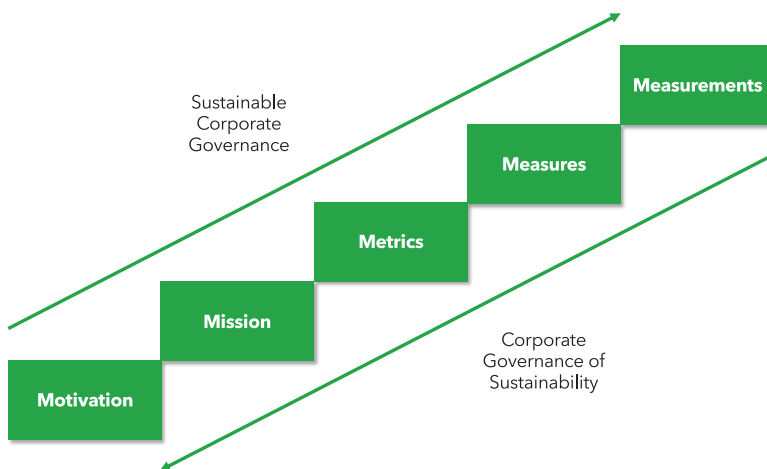 Measurements
Sustainable
Corporate
Governance
Measures
Metrics
Mission
Corporate
Governance of
Sustainability
Motivation